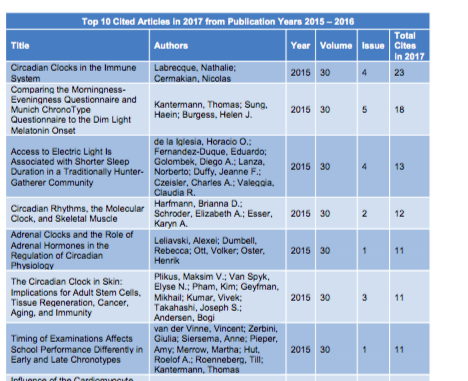 Top 10 Cited Articles in 2017 from Publication Years 2015 – 2016
Title Authors Year Volume Issue Total Cites in 2017
Circadian Clocks in the Immune
System
Labrecque, Nathalie;
Cermakian, Nicolas
2015 30 4 23
Comparing the Morningness-
Eveningness Questionnaire and
Munich ChronoType
Questionnaire to the Dim Light
Melatonin Onset
Kantermann, Thomas; Sung,
Haein; Burgess, Helen J.
2015 30 5 18
Access to Electric Light Is
Associated with Shorter Sleep
Duration in a Traditionally Hunter-
Gatherer Community
de la Iglesia, Horacio O.;
Fernandez-Duque, Eduardo;
Golombek, Diego A.; Lanza,
Norberto; Duffy, Jeanne F.;
Czeisler, Charles A.; Valeggia,
Claudia R.
2015 30 4 13
Circadian Rhythms, the Molecular
Clock, and Skeletal Muscle
Harfmann, Brianna D.;
Schroder, Elizabeth A.; Esser,
Karyn A.
2015 30 2 12
Adrenal Clocks and the Role of
Adrenal Hormones in the
Regulation of Circadian
Physiology
Leliavski, Alexei; Dumbell,
Rebecca; Ott, Volker; Oster,
Henrik
2015 30 1 11
The Circadian Clock in Skin:
Implications for Adult Stem Cells,
Tissue Regeneration, Cancer,
Aging, and Immunity
Plikus, Maksim V.; Van Spyk,
Elyse N.; Pham, Kim; Geyfman,
Mikhail; Kumar, Vivek;
Takahashi, Joseph S.;
Andersen, Bogi
2015 30 3 11
Timing of Examinations Affects
School Performance Differently in
Early and Late Chronotypes
van der Vinne, Vincent; Zerbini,
Giulia; Siersema, Anne; Pieper,
Amy; Merrow, Martha; Hut,
Roelof A.; Roenneberg, Till;
Kantermann, Thomas
2015 30 1 11
Influence of the Cardiomyocyte